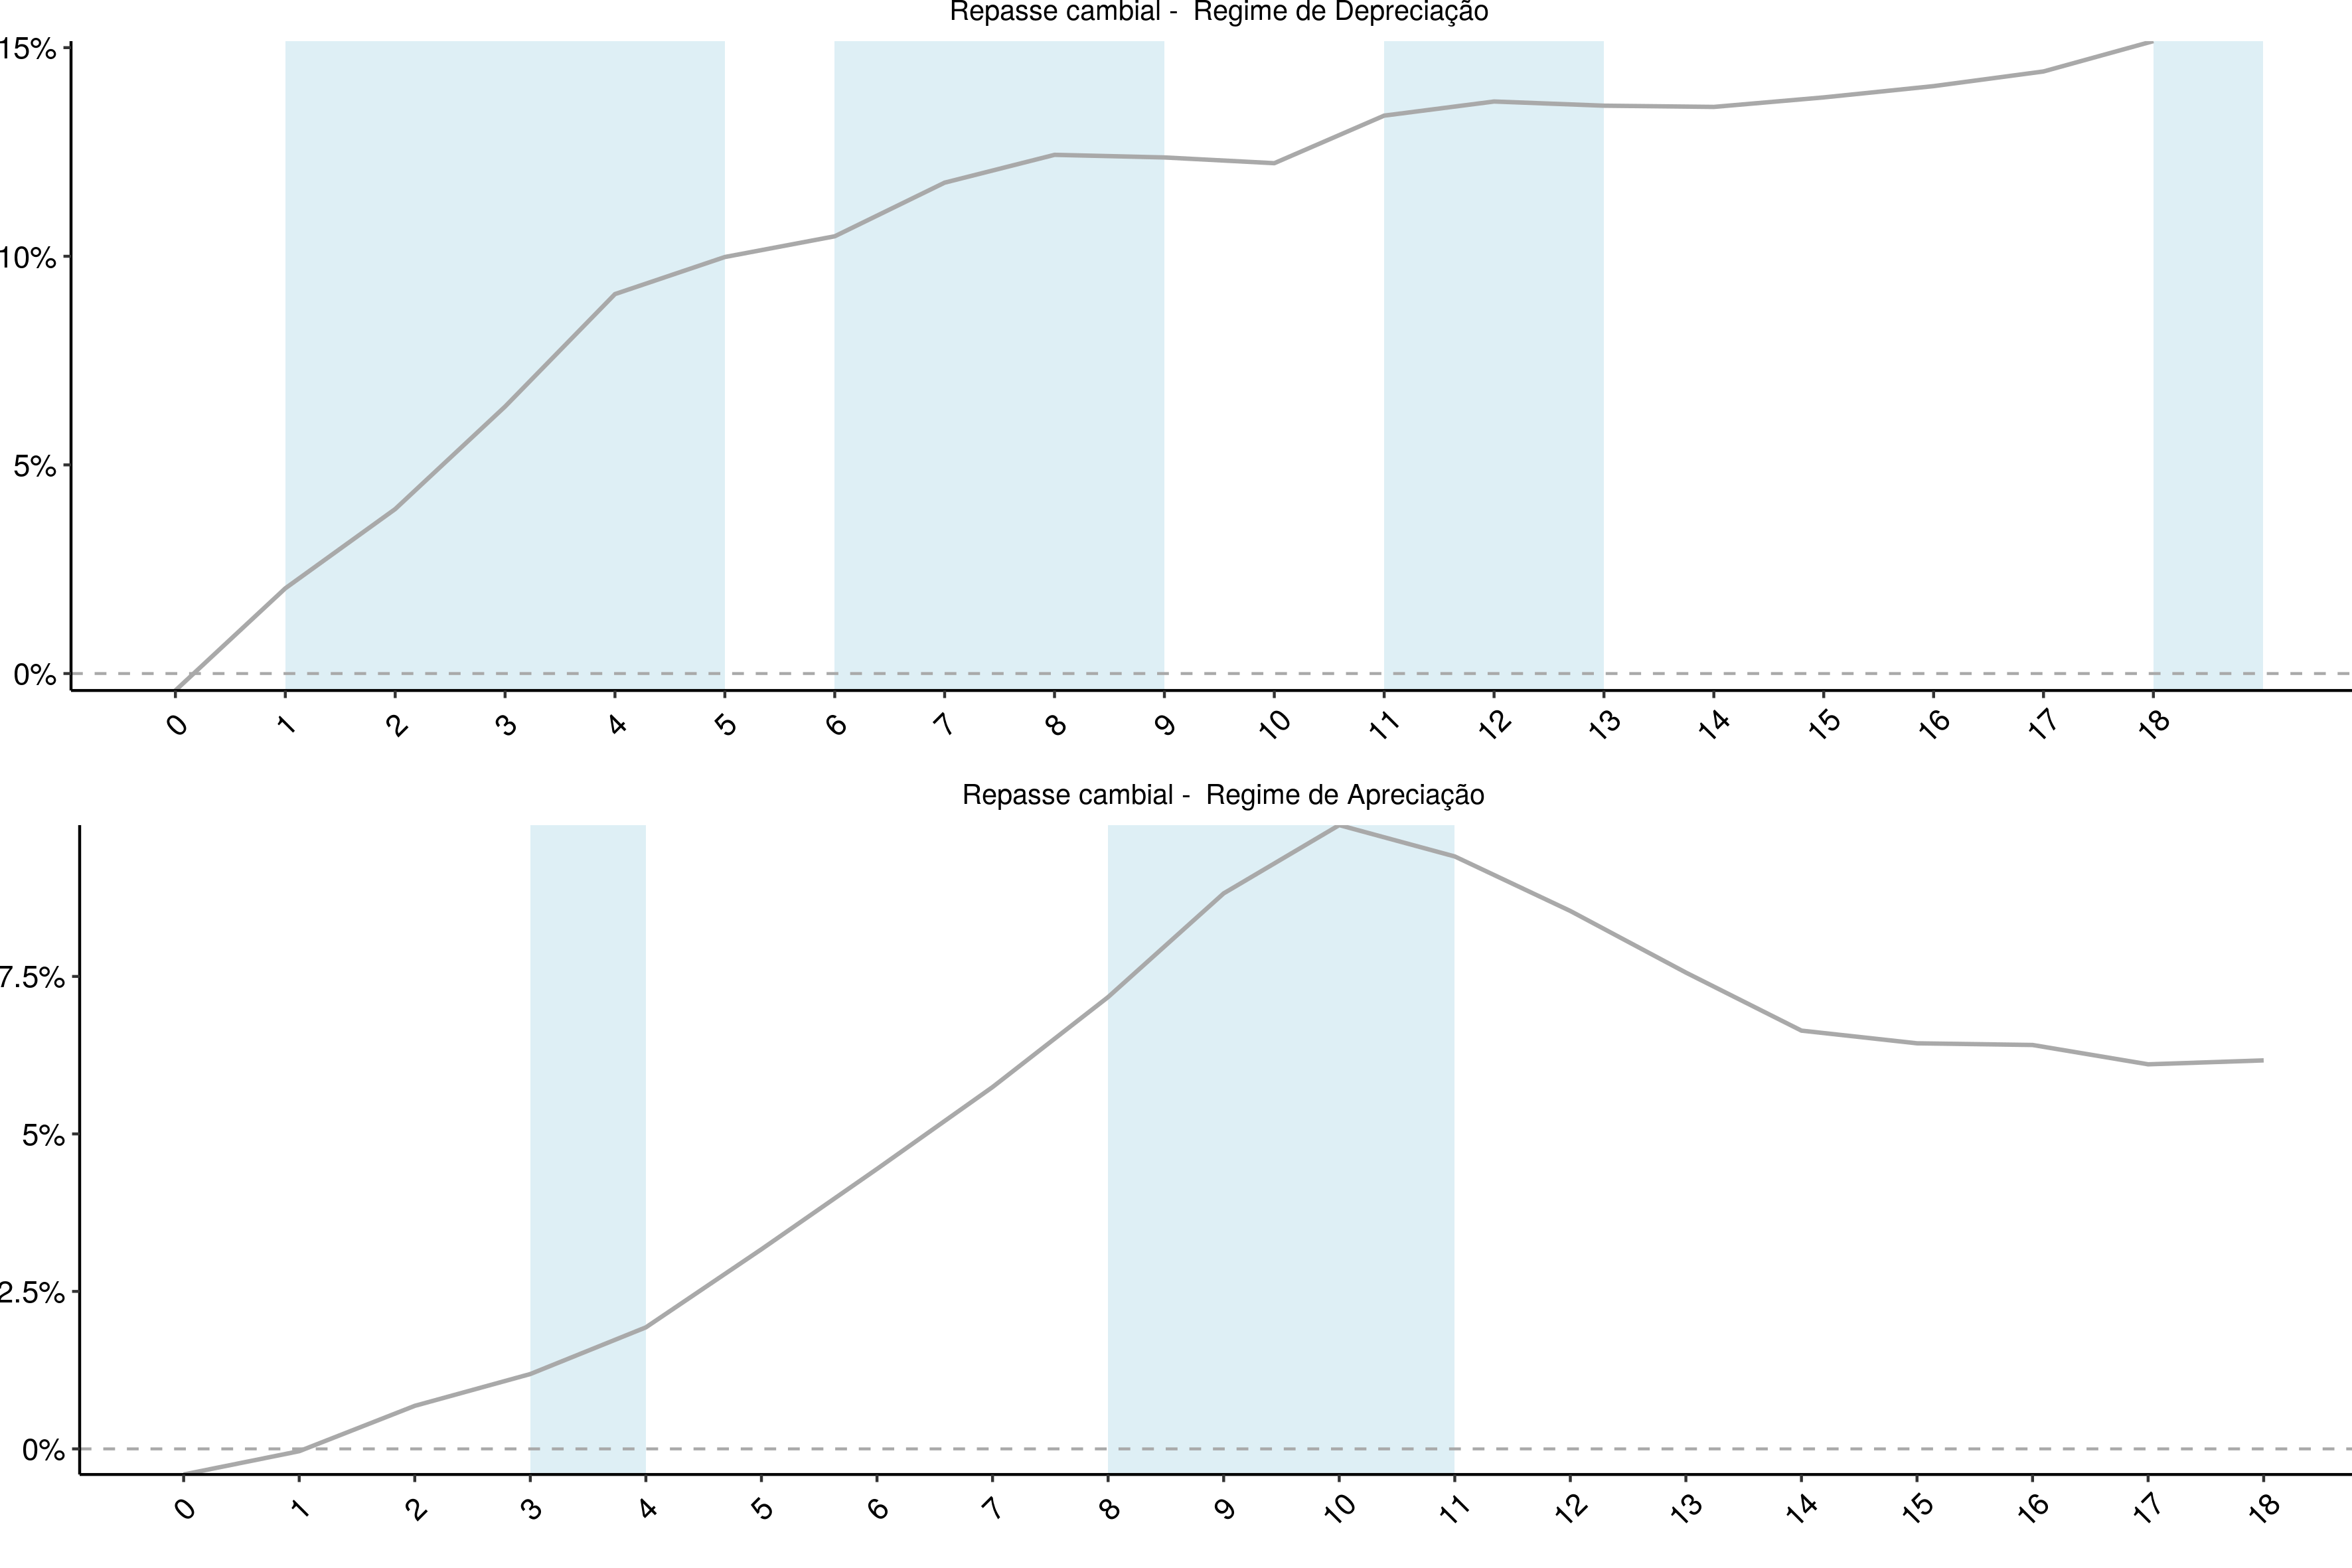 Repasse cambial -  Regime de Depreciação
15%
10%
5%
0%
0 1 2 3 4 5 6 7 8 9 10 11 12 13 14 15 16 17 18
Repasse cambial -  Regime de Apreciação
7.5%
5%
2.5%
0%
0 1 2 3 4 5 6 7 8 9 10 11 12 13 14 15 16 17 18